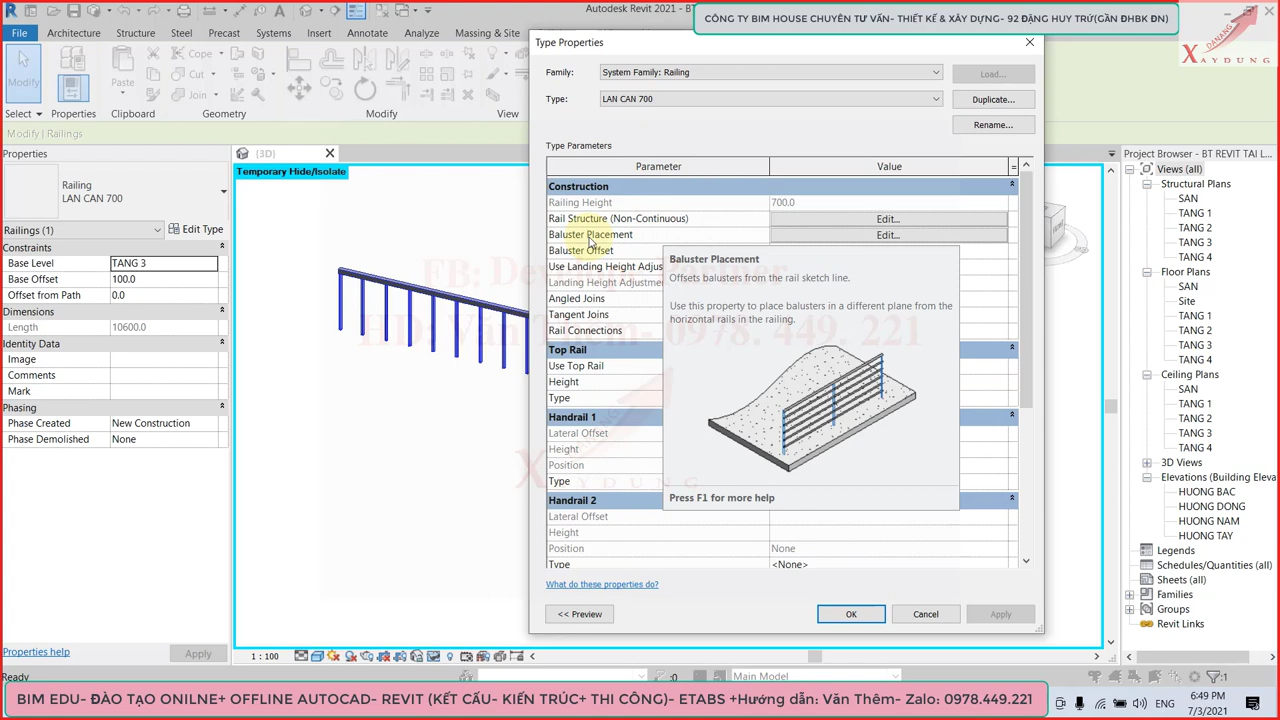 Autodesk Revit 2021
CÔNG TY BIM HOUSE CHUYÊN TƯ VẤN- THIẾT KẾ & XÂY DỰNG- 92 ĐẶNG HUY TRỨ(GẦN ĐHBK ĐN)
DANANG
XAYDUNG
File Architecture Structure Steel Precast Systems Insert Annotate Analyze Massing & Site
Modify
Paste
Cope
Cut
Join
Select Properties Clipboard Geometry Modify View
Modify | Railings
Properties
Railing
LAN CAN 700
Railings (1)
Edit Type
Constraints
Base Level TANG 3
Base Offset 100.0
Offset from Path 0.0
Dimensions
Length 10600.0
Identity Data
Image
Comments
Mark
Phasing
Phase Created New Construction
Phase Demolished None
Properties help
Apply
{3D}
Temporary Hide/Isolate
1 : 100
Type Properties
Family: System Family: Railing
Load...
Type: LAN CAN 700
Duplicate...
Rename...
Type Parameters
Parameter Value =
Construction
Railing Height 700.0
Rail Structure (Non-Continuous) Edit...
Baluster Placement Edit...
Baluster Offset
Use Landing Height Adjus
Landing Height Adjustme
Angled Joins
Tangent Joins
Rail Connections
Top Rail
Use Top Rail
Height
Type
Handrail 1
Lateral Offset
Height
Position
Type
Handrail 2
Lateral Offset
Height
Position None
Type <None>
Baluster Placement
Offsets balusters from the rail sketch line.
Use this property to place balusters in a different plane from the
horizontal rails in the railing.
Press F1 for more help
What do these properties do?
<< Preview
OK
Cancel
Apply
XAYDUNG
Project Browser - BT REVIT TAI L
Views (all)
Structural Plans
SAN
TANG 1
TANG 2
TANG 3
TANG 4
Floor Plans
SAN
Site
TANG 1
TANG 2
TANG 3
TANG 4
Ceiling Plans
SAN
TANG 1
TANG 2
TANG 3
TANG 4
3D Views
Elevations (Building Eleva
HUONG BAC
HUONG DONG
HUONG NAM
HUONG TAY
Legends
Schedules/Quantities (all)
Sheets (all)
Families
Groups
Revit Links
Ready
:0
Main Model
:1
BIM EDU- ĐÀO TẠO ONILNE+ OFFLINE AUTOCAD- REVIT (KẾT CẤU- KIẾN TRÚC+ THI CÔNG)- ETABS +Hướng dẫn: Văn Thêm- Zalo: 0978.449.221
ENG
6:49 PM
7/3/2021